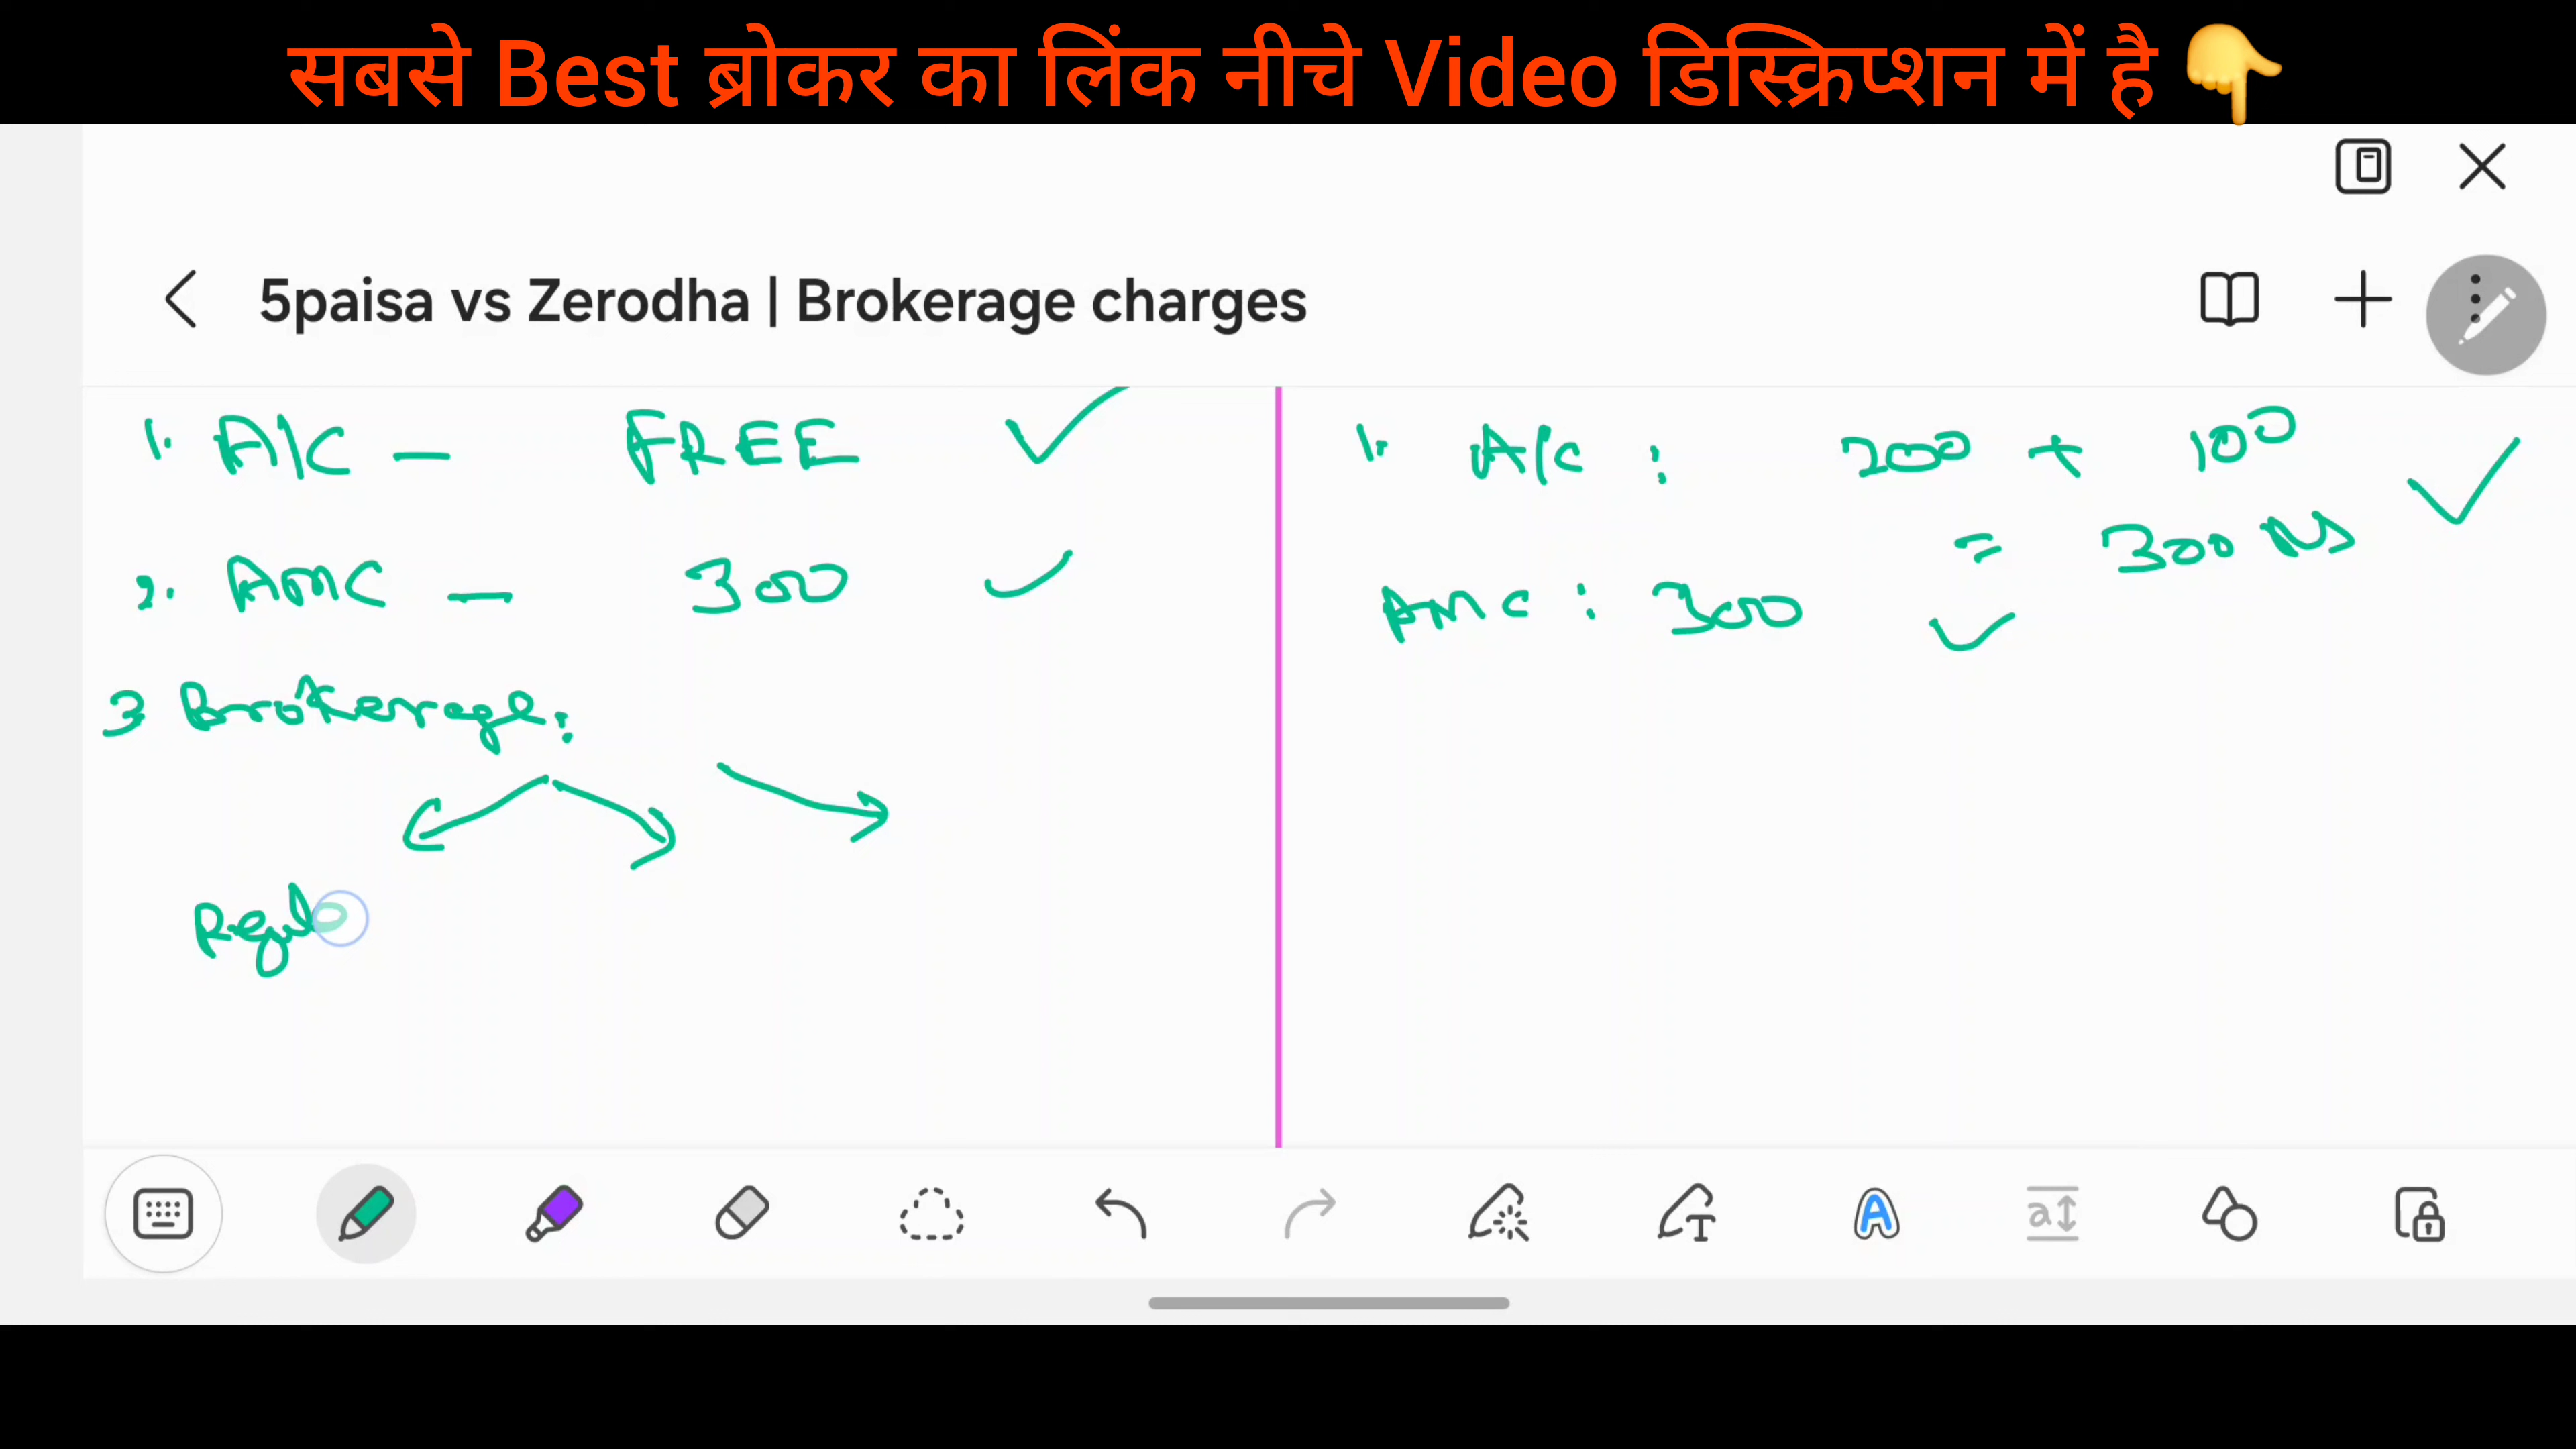 सबसे Best ब्रोकर का लिंक नीचे Video डिस्क्रिप्शन में है
5paisa vs Zerodha | Brokerage charges
1. A/C — FREE
2. AMC — 300
3 Brokerage:
1. A/C : 200 + 100
= 300 Rs
AMC : 300